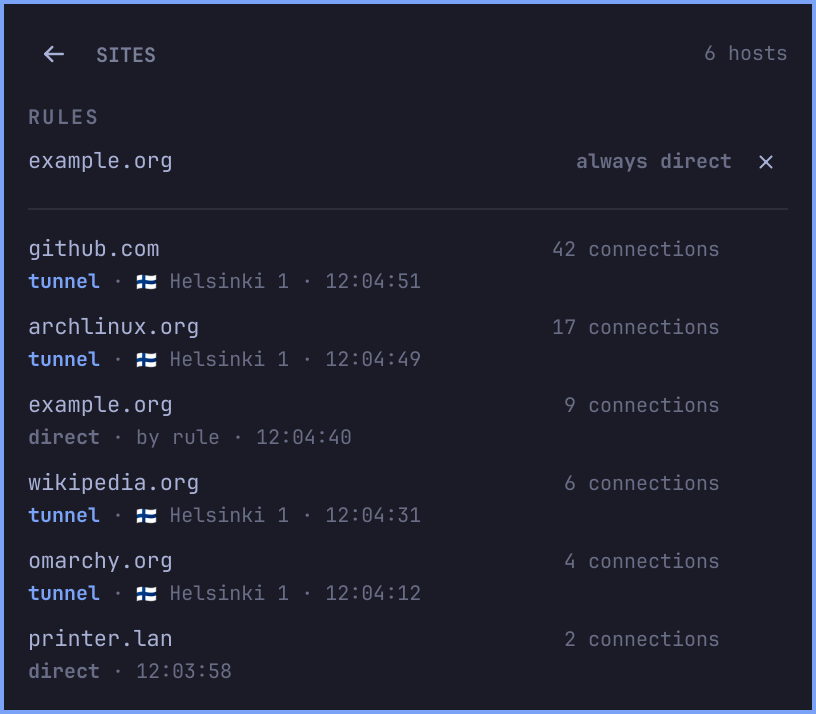 ← SITES 6 hosts
RULES
example.org always direct ×
github.com 42 connections
tunnel · 🇫🇮 Helsinki 1 · 12:04:51
archlinux.org 17 connections
tunnel · 🇫🇮 Helsinki 1 · 12:04:49
example.org 9 connections
direct · by rule · 12:04:40
wikipedia.org 6 connections
tunnel · 🇫🇮 Helsinki 1 · 12:04:31
omarchy.org 4 connections
tunnel · 🇫🇮 Helsinki 1 · 12:04:12
printer.lan 2 connections
direct · 12:03:58